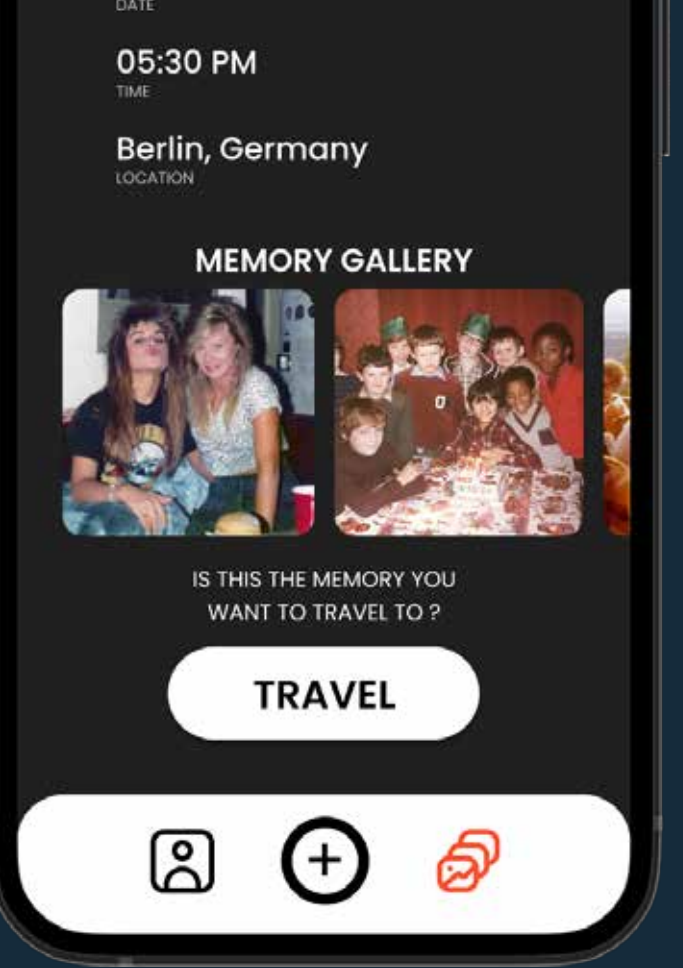 DATE
05:30 PM
TIME
Berlin, Germany
LOCATION
MEMORY GALLERY
IS THIS THE MEMORY YOU
WANT TO TRAVEL TO ?
TRAVEL